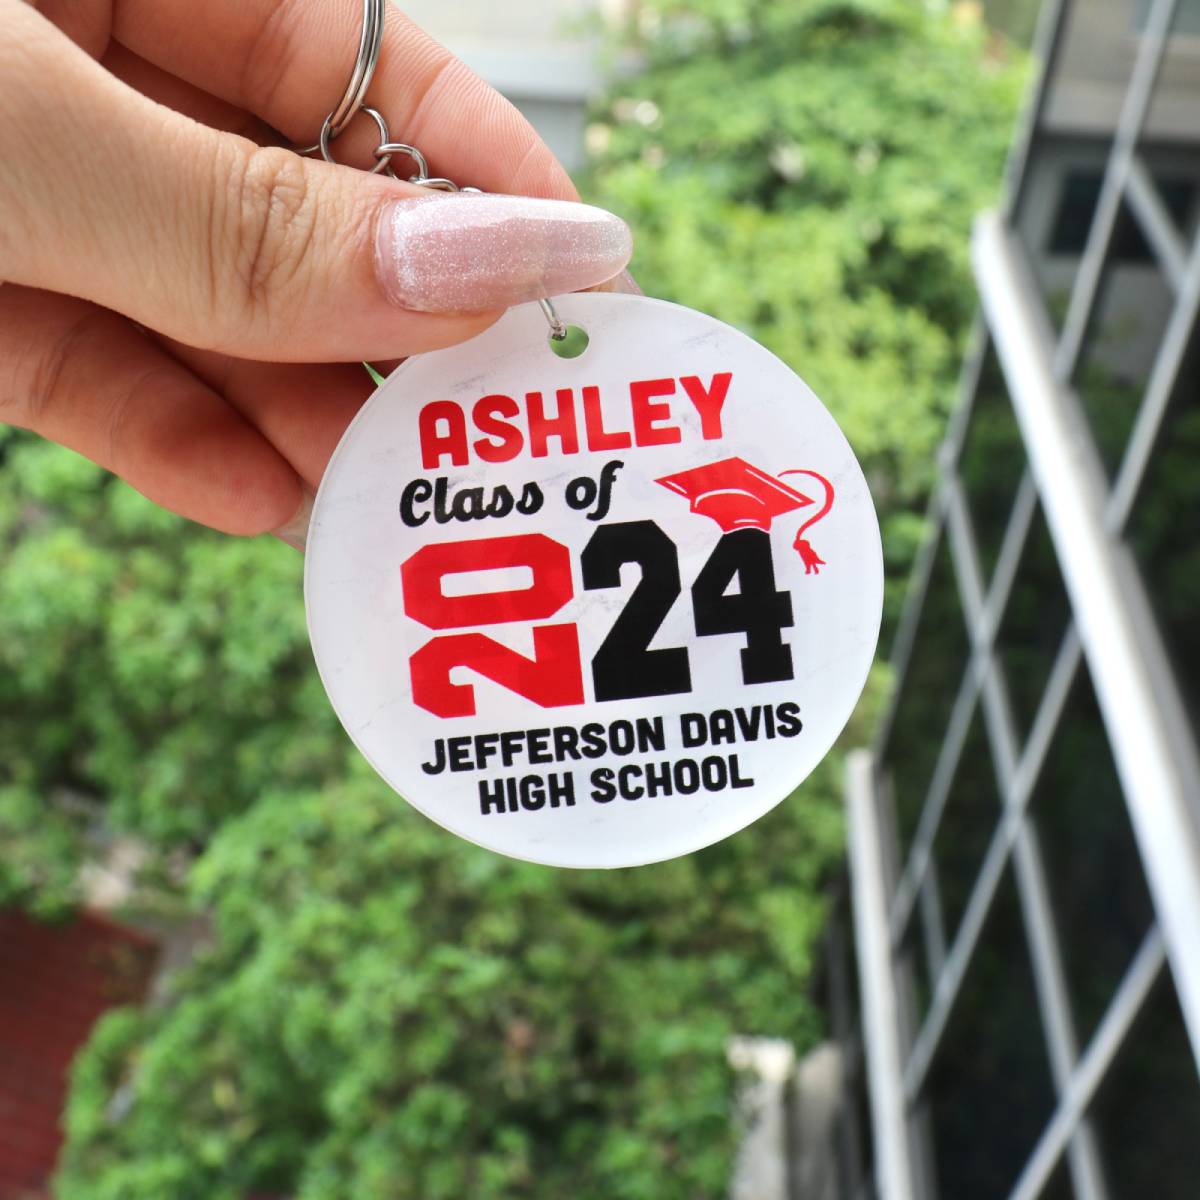 ASHLEY
Class of
2024
JEFFERSON DAVIS
HIGH SCHOOL